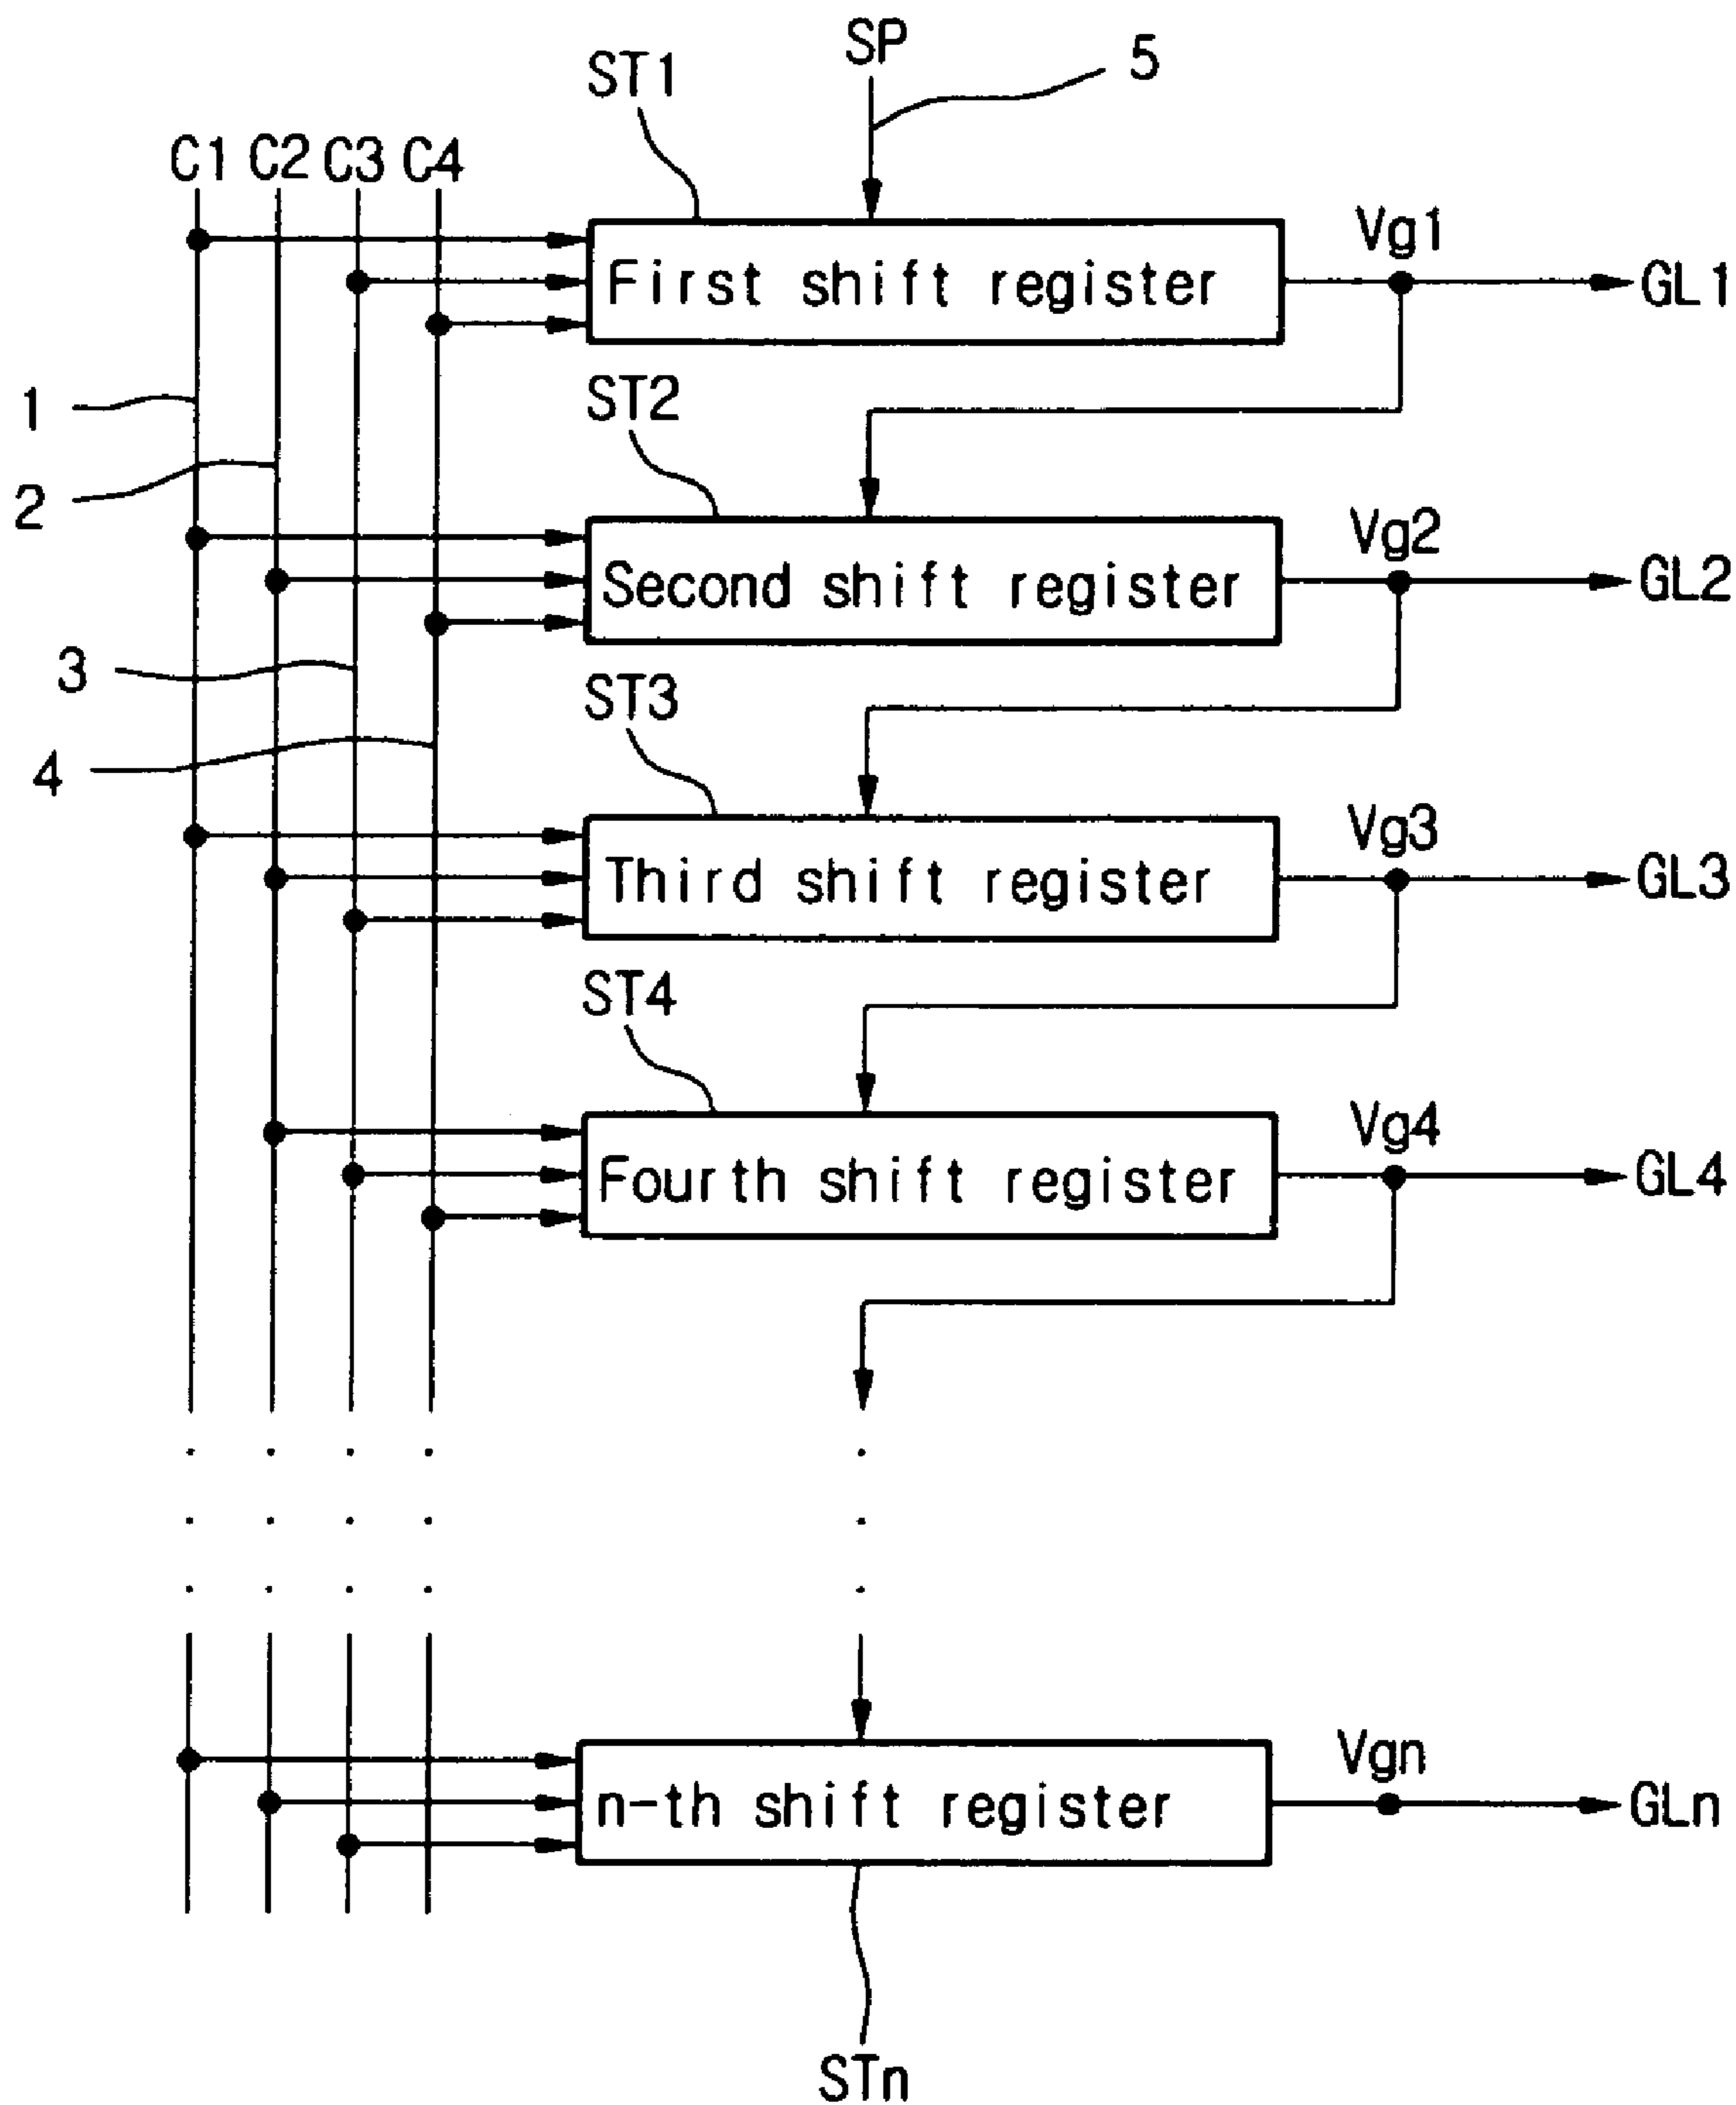 SP
5
ST1
C1 C2 C3 C4
Vg1
First shift register
GL1
1
ST2
2
Vg2
Second shift register
GL2
3
ST3
4
Vg3
Third shift register
GL3
ST4
Vg4
Fourth shift register
GL4
Vgn
n-th shift register
GLn
STn